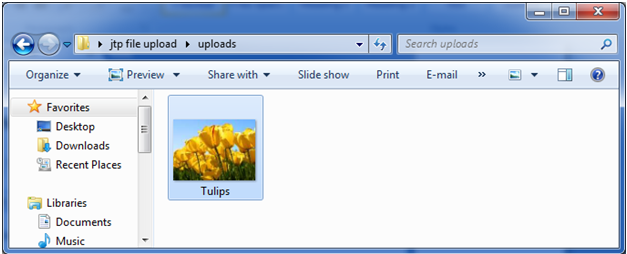 jtp file upload uploads Search uploads
Organize Preview Share with Slide show Print E-mail »
Favorites
Desktop
Downloads
Recent Places
Libraries
Documents
Music
Tulips